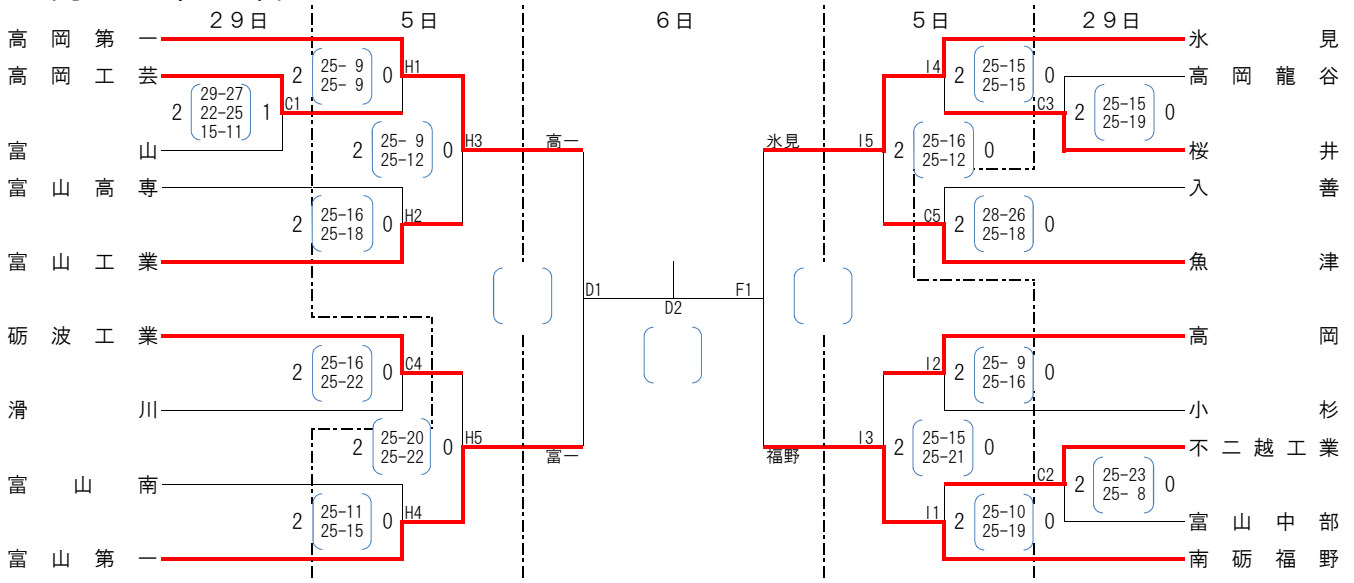 29日 5日 6日 5日 29日
高岡第一 氷見
2 25- 9 0 H1 I4 2 25-15 0
25- 9 25-15
高岡工芸 高岡龍谷
2 29-27 1 C1 C3 2 25-15 0
22-25 25-19
15-11
富山 桜井
2 25- 9 0 H3 高一 氷見 I5 2 25-16 0
25-12 25-12
富山高専 入善
2 25-16 0 H2 C5 2 28-26 0
25-18 25-18
富山工業 魚津
D1 D2 F1
砺波工業 高岡
2 25-16 0 C4 I2 2 25- 9 0
25-22 25-16
滑川 小杉
2 25-20 0 H5 富一 福野 I3 2 25-15 0
25-22 25-21
不二越工業
富山南 C2 2 25-23 0
25- 8
2 25-11 0 H4 I1 2 25-10 0
25-15 25-19
富山中部
富山第一 南砺福野